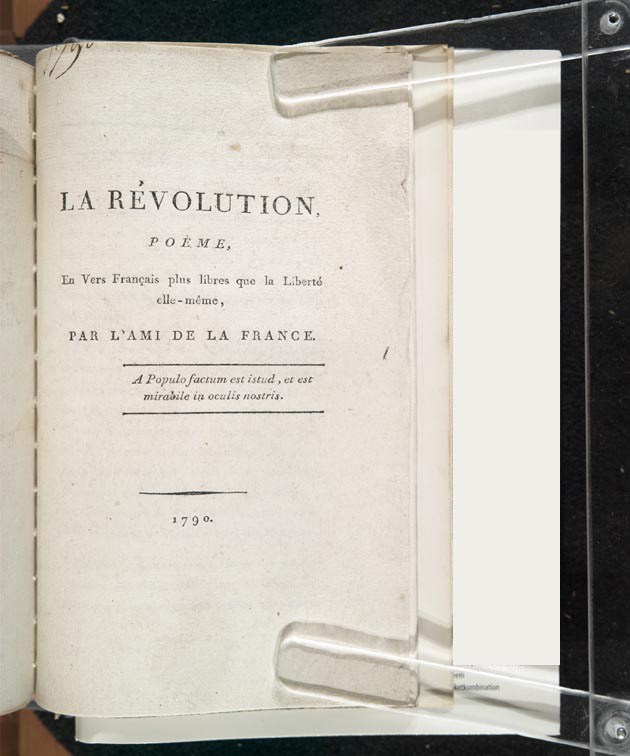 1790
LA RÉVOLUTION,
POÈME,
En Vers Français plus libres que la Liberté
elle-même,
PAR L'AMI DE LA FRANCE.
A Populo factum est istud, et est
mirabile in oculis nostris.
1790.
ketkombination